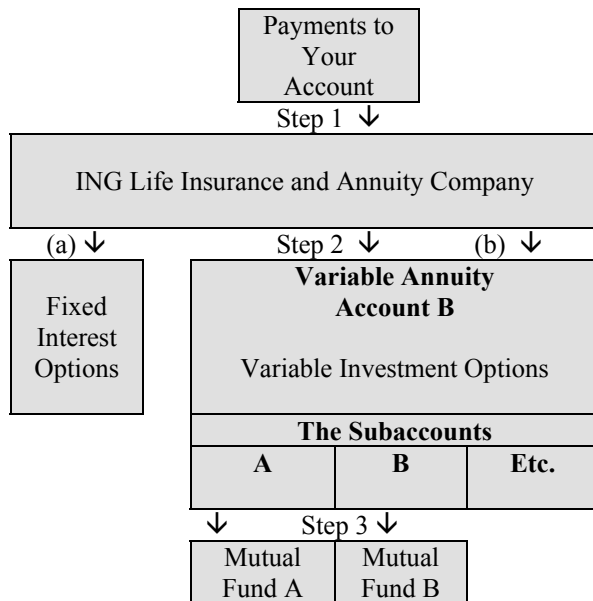 Payments to
Your
Account
Step 1 ↓
ING Life Insurance and Annuity Company
(a) ↓ Step 2 ↓ (b) ↓
Fixed
Interest
Options
Variable Annuity
Account B
Variable Investment Options
The Subaccounts
A B Etc.
↓ Step 3 ↓
Mutual
Fund A
Mutual
Fund B